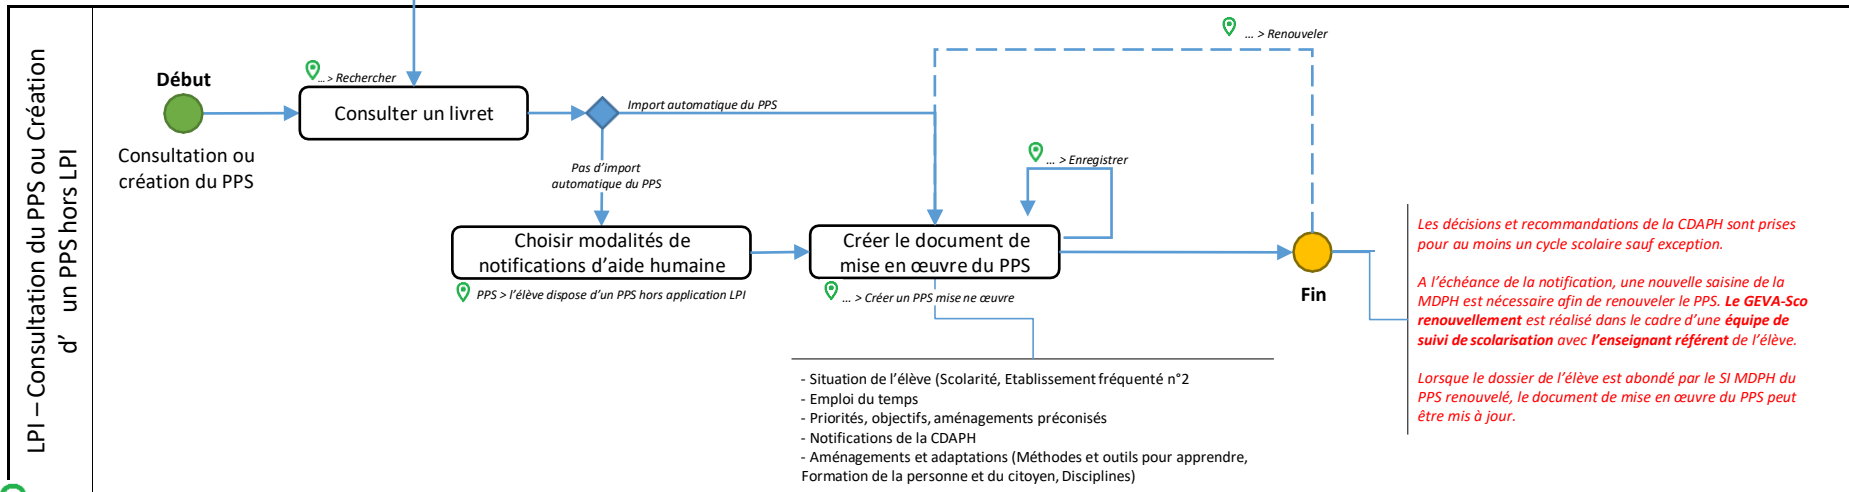 LPI – Consultation du PPS ou Création
d’ un PPS hors LPI
Début
Consultation ou
création du PPS
... > Rechercher
Consulter un livret
Import automatique du PPS
Pas d’import
automatique du PPS
Choisir modalités de
notifications d’aide humaine
PPS > l’élève dispose d’un PPS hors application LPI
... > Renouveler
... > Enregistrer
Créer le document de
mise en œuvre du PPS
... > Créer un PPS mise ne œuvre
- Situation de l’élève (Scolarité, Etablissement fréquenté n°2
- Emploi du temps
- Priorités, objectifs, aménagements préconisés
- Notifications de la CDAPH
- Aménagements et adaptations (Méthodes et outils pour apprendre,
Formation de la personne et du citoyen, Disciplines)
Fin
Les décisions et recommandations de la CDAPH sont prises
pour au moins un cycle scolaire sauf exception.
A l’échéance de la notification, une nouvelle saisine de la
MDPH est nécessaire afin de renouveler le PPS. Le GEVA-Sco
renouvellement est réalisé dans le cadre d’une équipe de
suivi de scolarisation avec l’enseignant référent de l’élève.
Lorsque le dossier de l’élève est abondé par le SI MDPH du
PPS renouvelé, le document de mise en œuvre du PPS peut
être mis à jour.